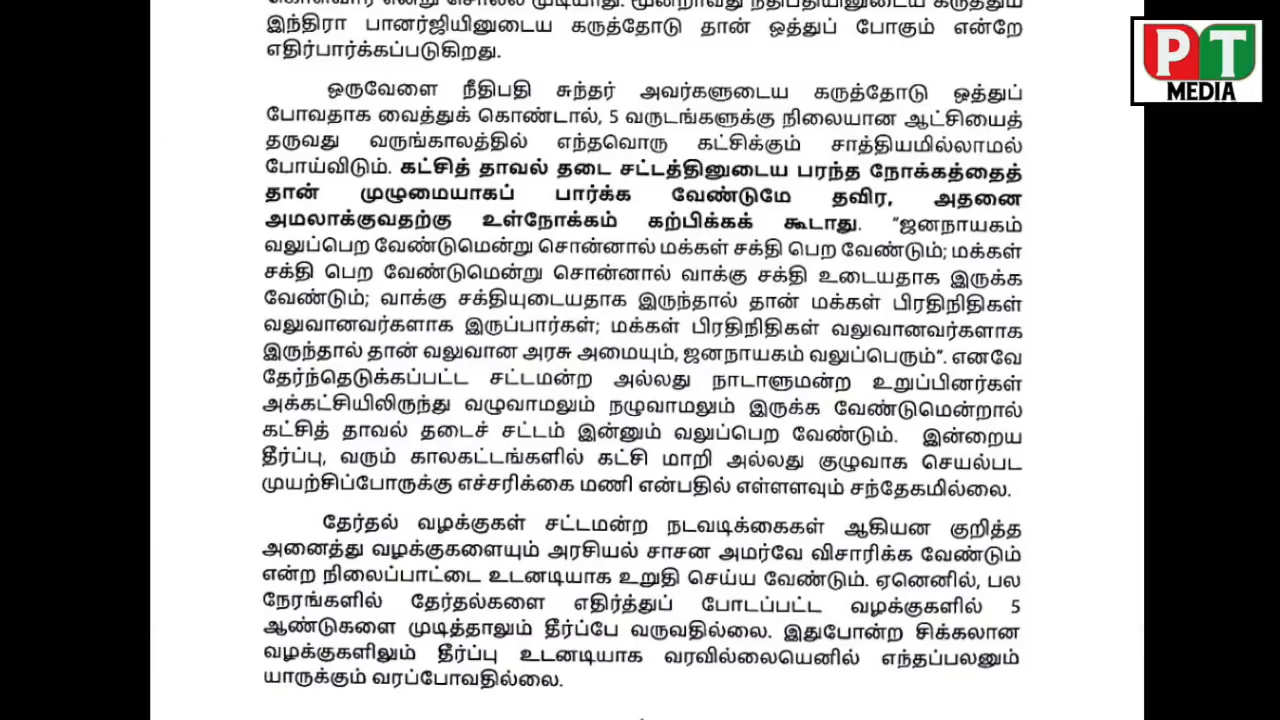 கொள்வார் என்று சொல்ல முடியாது. மூன்றாவது நீதிபதியினுடைய கருத்தும்
இந்திரா பானர்ஜியினுடைய கருத்தோடு தான் ஒத்துப் போகும் என்றே
எதிர்பார்க்கப்படுகிறது.
ஒருவேளை நீதிபதி சுந்தர் அவர்களுடைய கருத்தோடு ஒத்துப்
போவதாக வைத்துக் கொண்டால், 5 வருடங்களுக்கு நிலையான ஆட்சியைத்
தருவது வருங்காலத்தில் எந்தவொரு கட்சிக்கும் சாத்தியமில்லாமல்
போய்விடும். கட்சித் தாவல் தடை சட்டத்தினுடைய பரந்த நோக்கத்தைத்
தான் முழுமையாகப் பார்க்க வேண்டுமே தவிர, அதனை
அமலாக்குவதற்கு உள்நோக்கம் கற்பிக்கக் கூடாது. “ஜனநாயகம்
வலுப்பெற வேண்டுமென்று சொன்னால் மக்கள் சக்தி பெற வேண்டும்; மக்கள்
சக்தி பெற வேண்டுமென்று சொன்னால் வாக்கு சக்தி உடையதாக இருக்க
வேண்டும்; வாக்கு சக்தியுடையதாக இருந்தால் தான் மக்கள் பிரதிநிதிகள்
வலுவானவர்களாக இருப்பார்கள்; மக்கள் பிரதிநிதிகள் வலுவானவர்களாக
இருந்தால் தான் வலுவான அரசு அமையும், ஜனநாயகம் வலுப்பெரும்”. எனவே
தேர்ந்தெடுக்கப்பட்ட சட்டமன்ற அல்லது நாடாளுமன்ற உறுப்பினர்கள்
அக்கட்சியிலிருந்து வழுவாமலும் நழுவாமலும் இருக்க வேண்டுமென்றால்
கட்சித் தாவல் தடைச் சட்டம் இன்னும் வலுப்பெற வேண்டும். இன்றைய
தீர்ப்பு, வரும் காலகட்டங்களில் கட்சி மாறி அல்லது குழுவாக செயல்பட
முயற்சிப்போருக்கு எச்சரிக்கை மணி என்பதில் எள்ளளவும் சந்தேகமில்லை.
தேர்தல் வழக்குகள் சட்டமன்ற நடவடிக்கைகள் ஆகியன குறித்த
அனைத்து வழக்குகளையும் அரசியல் சாசன அமர்வே விசாரிக்க வேண்டும்
என்ற நிலைப்பாட்டை உடனடியாக உறுதி செய்ய வேண்டும். ஏனெனில், பல
நேரங்களில் தேர்தல்களை எதிர்த்துப் போடப்பட்ட வழக்குகளில் 5
ஆண்டுகளை முடித்தாலும் தீர்ப்பே வருவதில்லை. இதுபோன்ற சிக்கலான
வழக்குகளிலும் தீர்ப்பு உடனடியாக வரவில்லையெனில் எந்தப்பலனும்
யாருக்கும் வரப்போவதில்லை.
PT
MEDIA